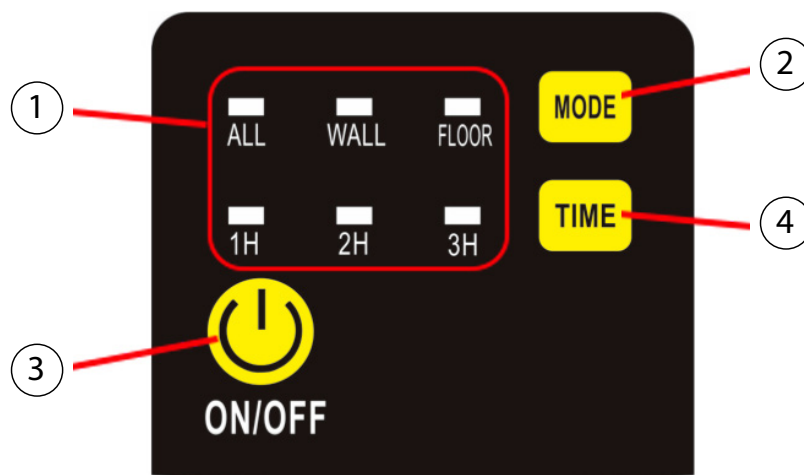 1
2
ALL WALL FLOOR
MODE
1H 2H 3H
TIME
4
3
ON/OFF